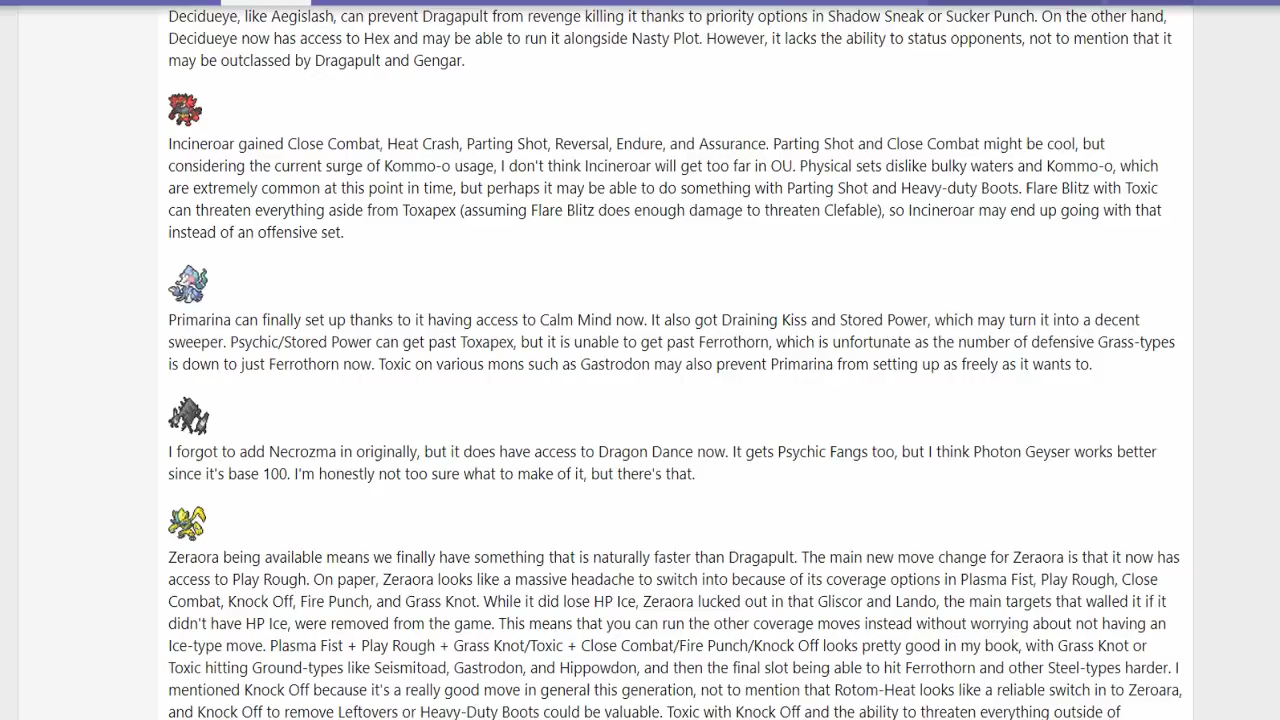 Decidueye, like Aegislash, can prevent Dragapult from revenge killing it thanks to priority options in Shadow Sneak or Sucker Punch. On the other hand,
Decidueye now has access to Hex and may be able to run it alongside Nasty Plot. However, it lacks the ability to status opponents, not to mention that it
may be outclassed by Dragapult and Gengar.
Incineroar gained Close Combat, Heat Crash, Parting Shot, Reversal, Endure, and Assurance. Parting Shot and Close Combat might be cool, but
considering the current surge of Kommo-o usage, I don't think Incineroar will get too far in OU. Physical sets dislike bulky waters and Kommo-o, which
are extremely common at this point in time, but perhaps it may be able to do something with Parting Shot and Heavy-duty Boots. Flare Blitz with Toxic
can threaten everything aside from Toxapex (assuming Flare Blitz does enough damage to threaten Clefable), so Incineroar may end up going with that
instead of an offensive set.
Primarina can finally set up thanks to it having access to Calm Mind now. It also got Draining Kiss and Stored Power, which may turn it into a decent
sweeper. Psychic/Stored Power can get past Toxapex, but it is unable to get past Ferrothorn, which is unfortunate as the number of defensive Grass-types
is down to just Ferrothorn now. Toxic on various mons such as Gastrodon may also prevent Primarina from setting up as freely as it wants to.
I forgot to add Necrozma in originally, but it does have access to Dragon Dance now. It gets Psychic Fangs too, but I think Photon Geyser works better
since it's base 100. I'm honestly not too sure what to make of it, but there's that.
Zeraora being available means we finally have something that is naturally faster than Dragapult. The main new move change for Zeraora is that it now has
access to Play Rough. On paper, Zeraora looks like a massive headache to switch into because of its coverage options in Plasma Fist, Play Rough, Close
Combat, Knock Off, Fire Punch, and Grass Knot. While it did lose HP Ice, Zeraora lucked out in that Gliscor and Lando, the main targets that walled it if it
didn't have HP Ice, were removed from the game. This means that you can run the other coverage moves instead without worrying about not having an
Ice-type move. Plasma Fist + Play Rough + Grass Knot/Toxic + Close Combat/Fire Punch/Knock Off looks pretty good in my book, with Grass Knot or
Toxic hitting Ground-types like Seismitoad, Gastrodon, and Hippowdon, and then the final slot being able to hit Ferrothorn and other Steel-types harder. I
mentioned Knock Off because it's a really good move in general this generation, not to mention that Rotom-Heat looks like a reliable switch in to Zeroara,
and Knock Off to remove Leftovers or Heavy-Duty Boots could be valuable. Toxic with Knock Off and the ability to threaten everything outside of